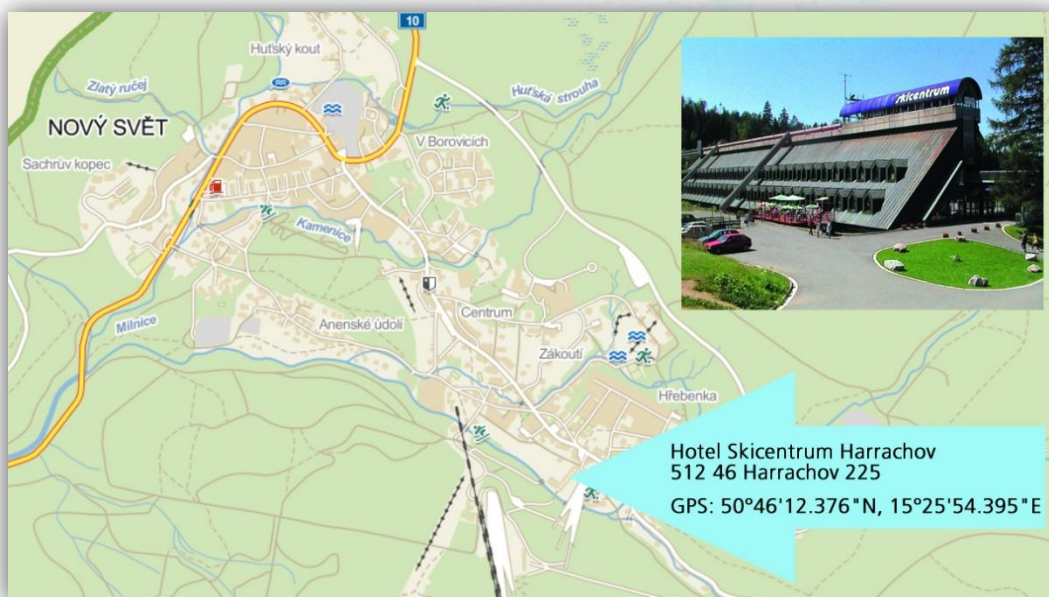 10
Huťský kout
Zlatý ručej
Huťská strouha
NOVÝ SVĚT
V Borovicích
Sachrův kopec
Kamenice
Milnice
Anenské údolí
Centrum
Zákoutí
Hřebenka
skicentrum
Hotel Skicentrum Harrachov
512 46 Harrachov 225
GPS: 50°46'12.376"N, 15°25'54.395"E